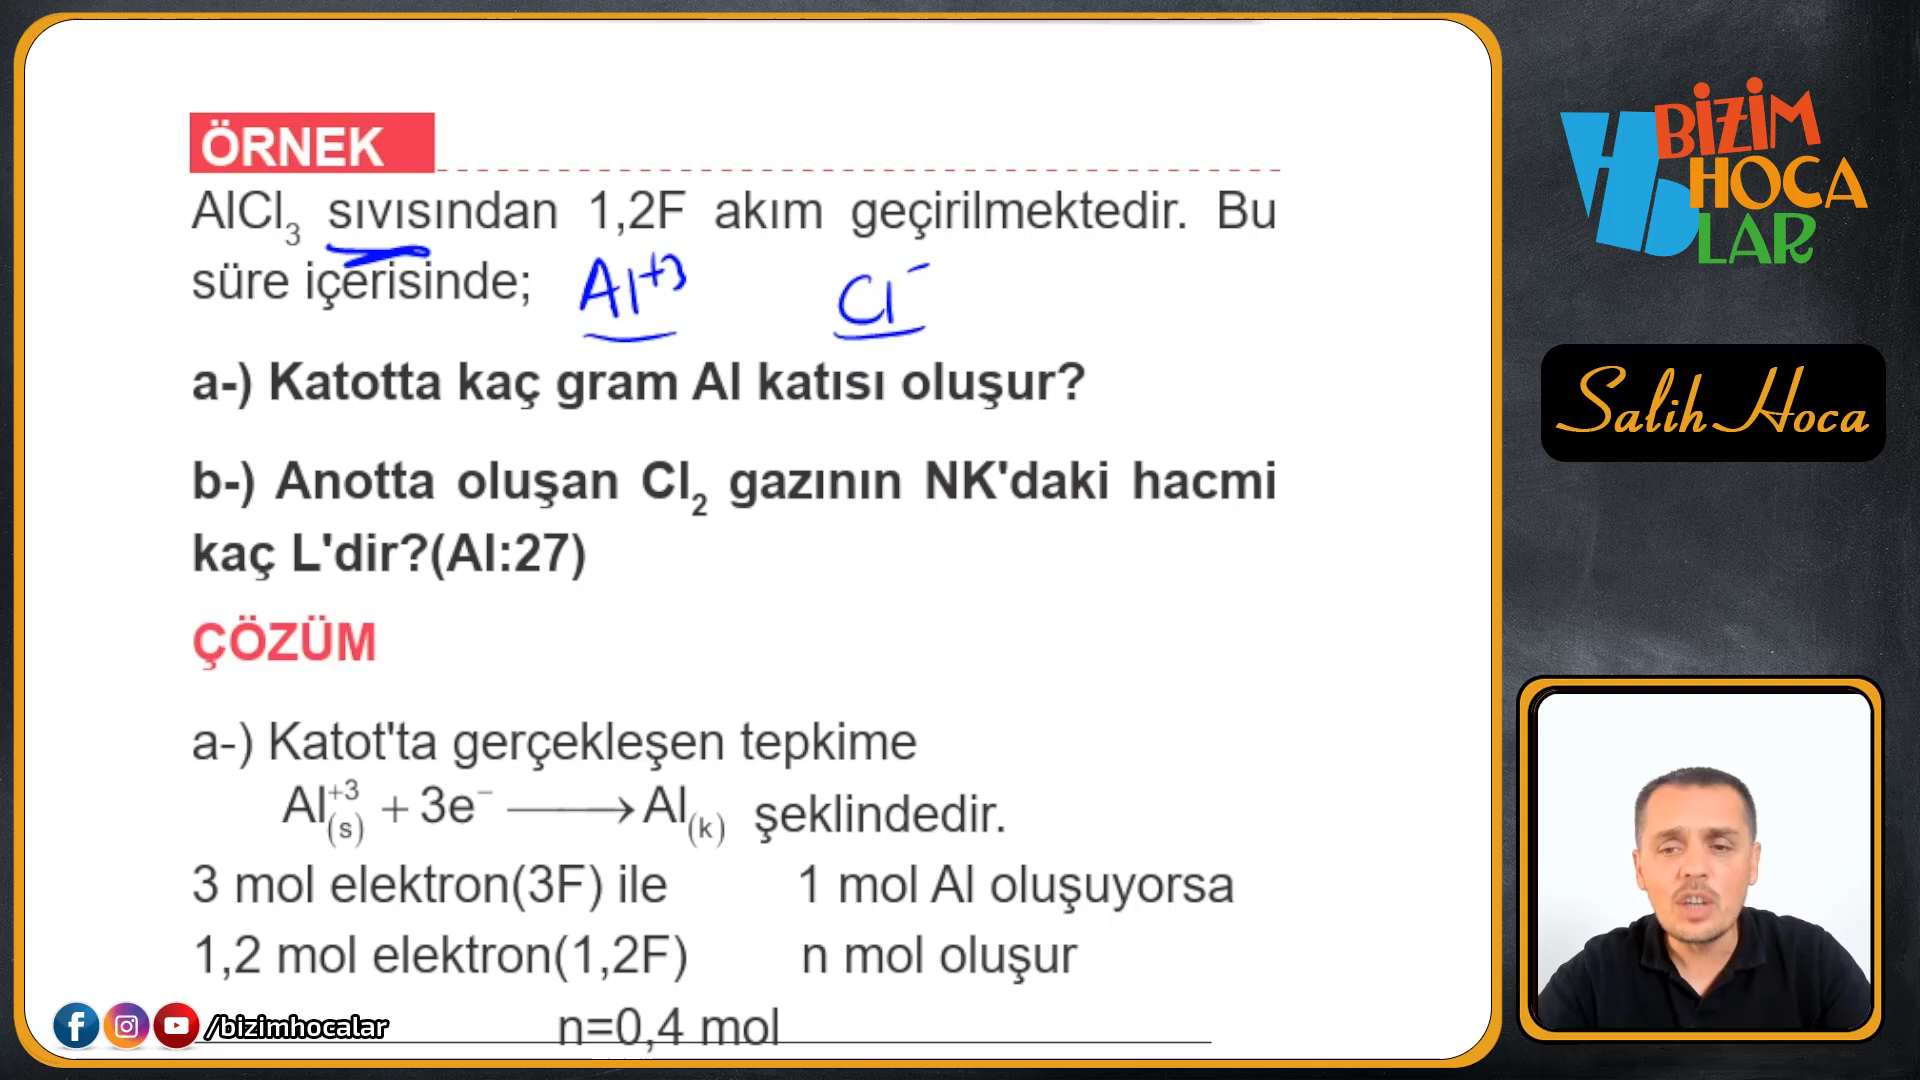 ÖRNEK
AlCl₃ sıvısından 1,2F akım geçirilmektedir. Bu
süre içerisinde;
Al⁺³ Cl⁻
a-) Katotta kaç gram Al katısı oluşur?
b-) Anotta oluşan Cl₂ gazının NK'daki hacmi
kaç L'dir?(Al:27)
ÇÖZÜM
a-) Katot'ta gerçekleşen tepkime
Al⁺³(s) + 3e⁻ ⟶ Al(k) şeklindedir.
3 mol elektron(3F) ile 1 mol Al oluşuyorsa
1,2 mol elektron(1,2F) n mol oluşur
n=0,4 mol
/bizimhocalar
BİZİM
HOCA
LAR
Salih Hoca